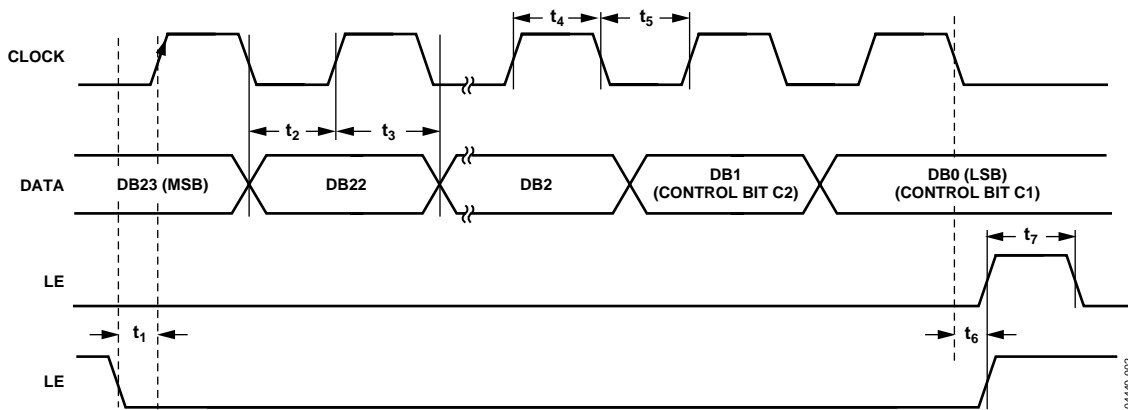 t4
t5
CLOCK
t2
t3
DATA
DB23 (MSB)
DB22
DB2
DB1
(CONTROL BIT C2)
DB0 (LSB)
(CONTROL BIT C1)
t7
LE
t1
t6
LE